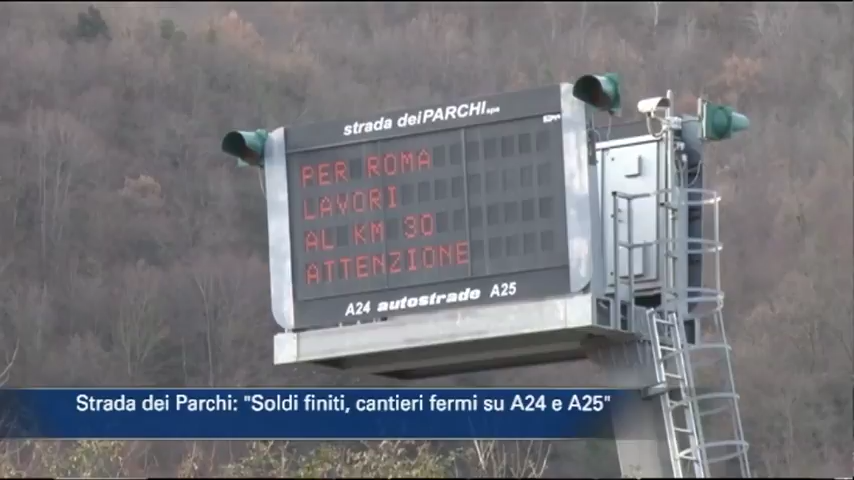 strada deiPARCHI spa
PER ROMA
LAVORI
AL KM 30
ATTENZIONE
A24 autostrade A25
Strada dei Parchi: "Soldi finiti, cantieri fermi su A24 e A25"